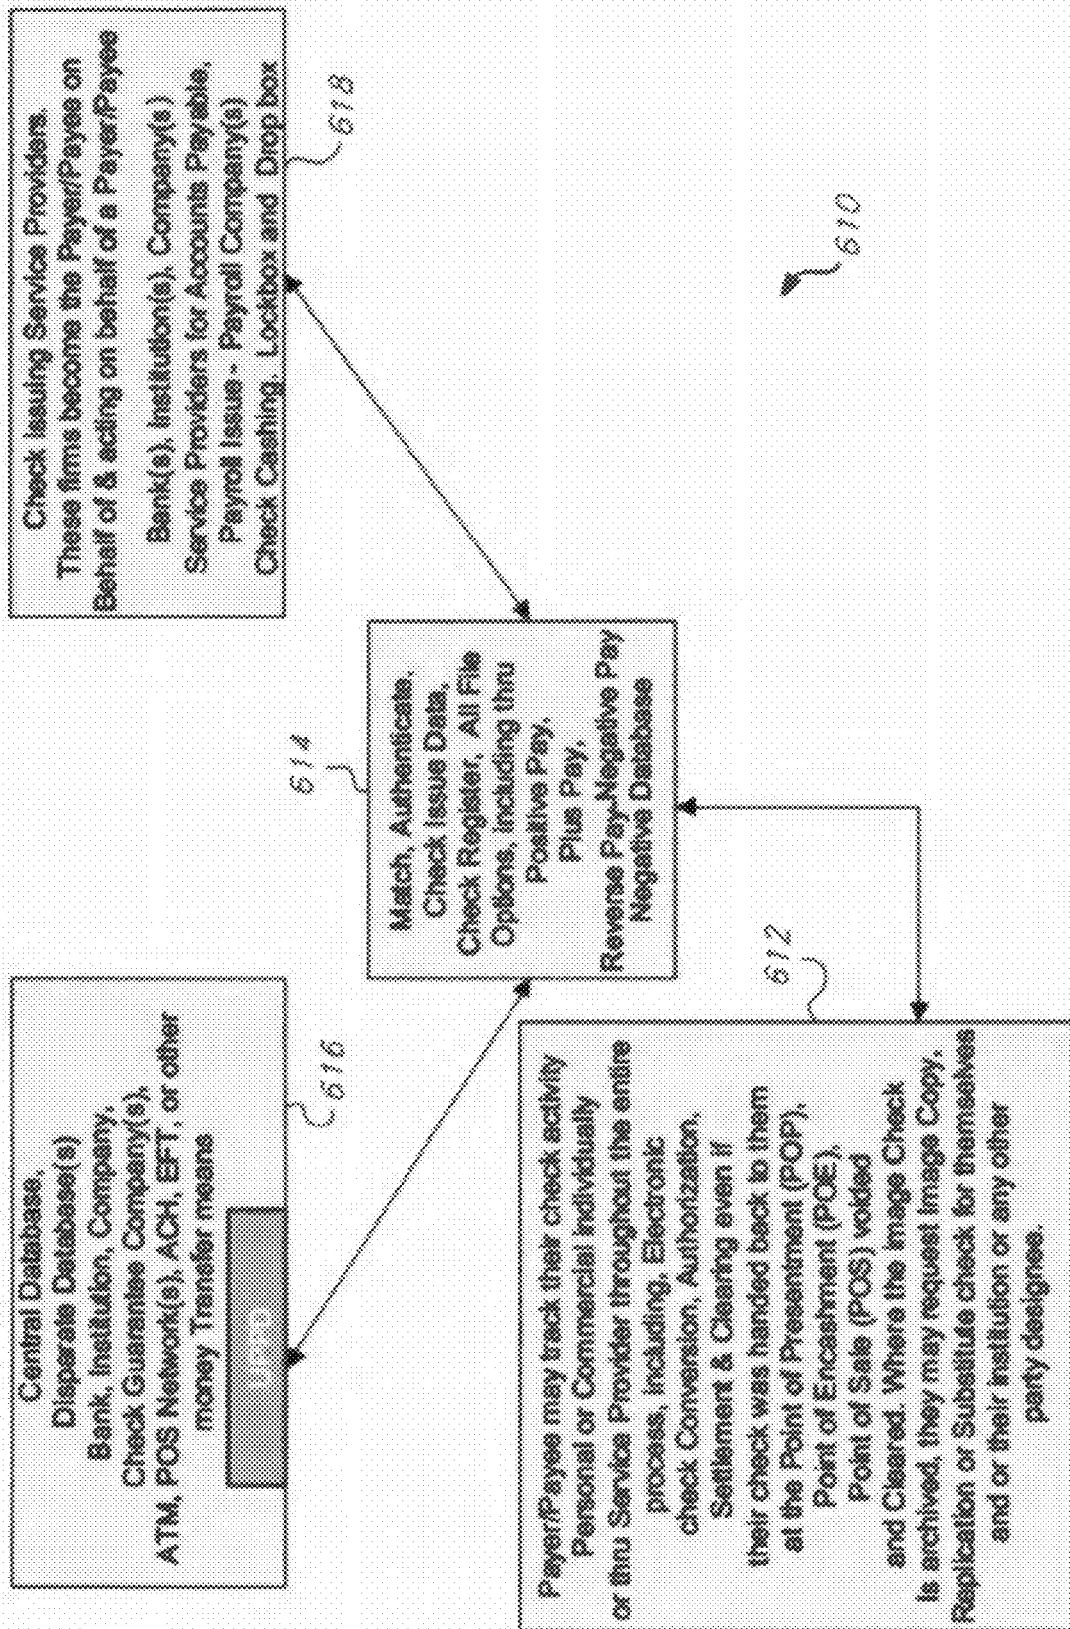 Central Database,
Disparate Database(s)
Bank, Institution, Company,
Check Guarantee Company(s),
ATM, POS Network(s), ACH, EFT, or other
money Transfer means
616
Check Issuing Service Providers.
These firms become the Payer/Payee on
Behalf of & acting on behalf of a Payer/Payee
Bank(s), Institution(s), Company(s)
Service Providers for Accounts Payable,
Payroll Issue - Payroll Company(s)
Check Cashing, Lockbox and Drop box
618
614
Match, Authenticate,
Check Issue Data,
Check Register, All File
Options, Including thru
Positive Pay,
Plus Pay,
Reverse Pay-Negative Pay
Negative Database
612
Payer/Payee may track their check activity
Personal or Commercial Individually
or thru Service Provider throughout the entire
process, Including, Electronic
check Conversion, Authorization,
Settlement & Clearing even if
their check was handed back to them
at the Point of Presentment (POP),
Point of Encashment (POE),
Point of Sale (POS) voided
and Cleared. Where the Image Check
Is archived, they may request Image Copy,
Replication or Substitute check for themselves
and or their institution or any other
party designee.
610